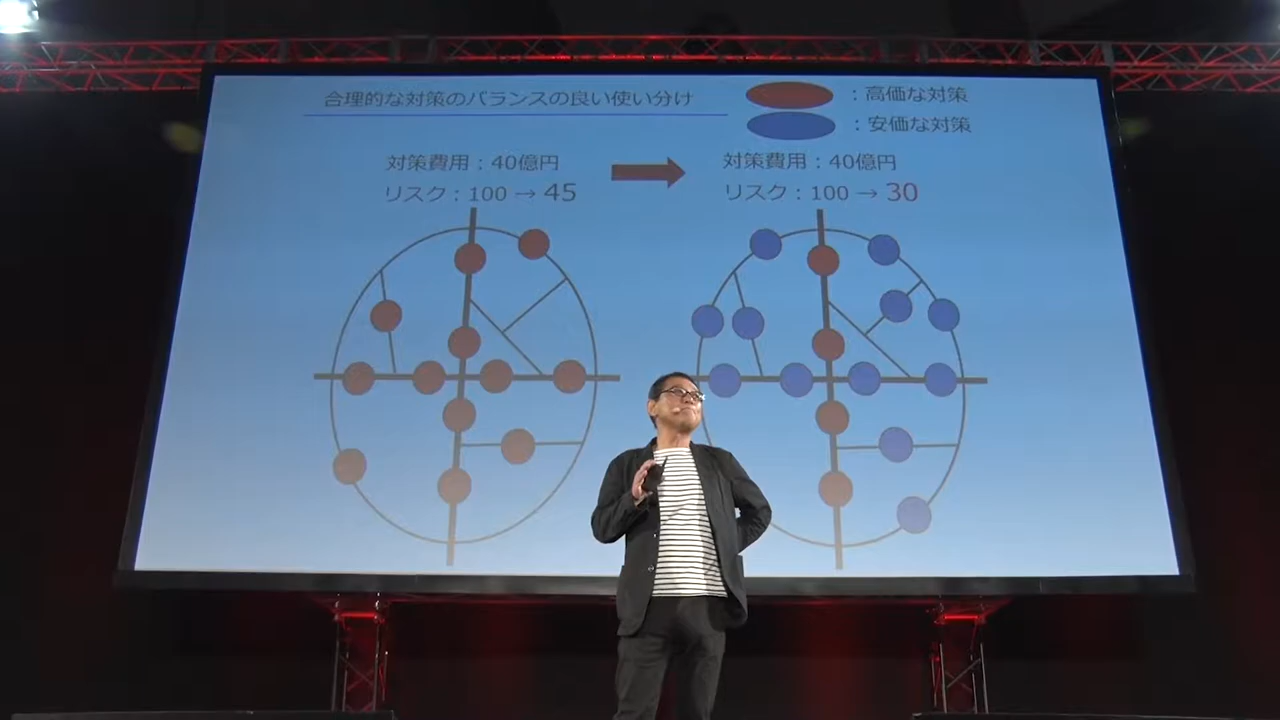 合理的な対策のバランスの良い使い分け
：高価な対策
：安価な対策
対策費用：40億円
リスク：100 → 45
対策費用：40億円
リスク：100 → 30